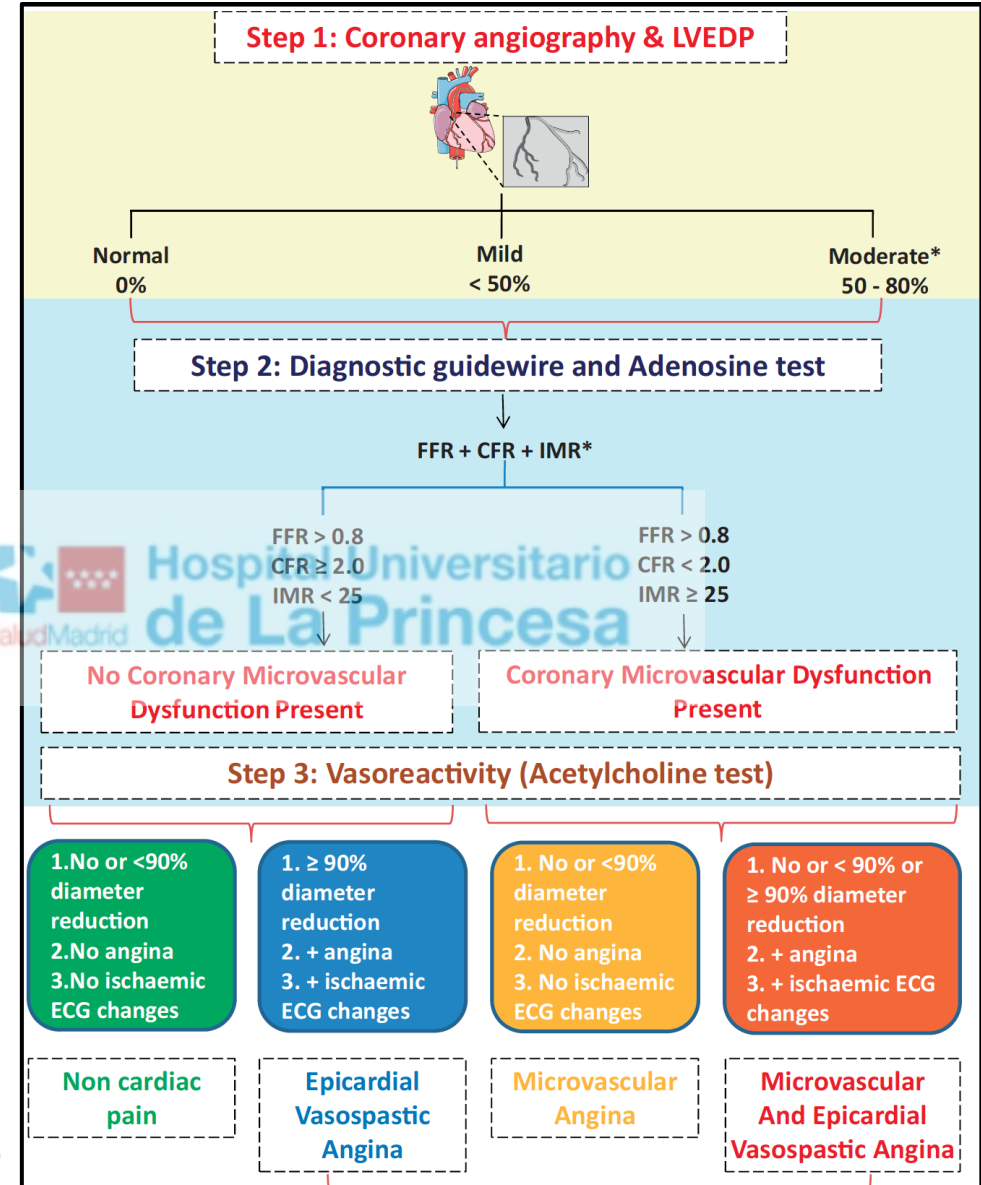 Step 1: Coronary angiography & LVEDP
Normal
0%
Mild
< 50%
Moderate*
50 - 80%
Step 2: Diagnostic guidewire and Adenosine test
FFR + CFR + IMR*
FFR > 0.8
CFR ≥ 2.0
IMR < 25
FFR > 0.8
CFR < 2.0
IMR ≥ 25
Hospital Universitario
de La Princesa
aludMadrid
No Coronary Microvascular
Dysfunction Present
Coronary Microvascular Dysfunction
Present
Step 3: Vasoreactivity (Acetylcholine test)
1.No or <90%
diameter
reduction
2.No angina
3.No ischaemic
ECG changes
1. ≥ 90%
diameter
reduction
2. + angina
3. + ischaemic
ECG changes
1. No or <90%
diameter
reduction
2. No angina
3. No ischaemic
ECG changes
1. No or < 90% or
≥ 90% diameter
reduction
2. + angina
3. + ischaemic ECG
changes
Non cardiac
pain
Epicardial
Vasospastic
Angina
Microvascular
Angina
Microvascular
And Epicardial
Vasospastic Angina